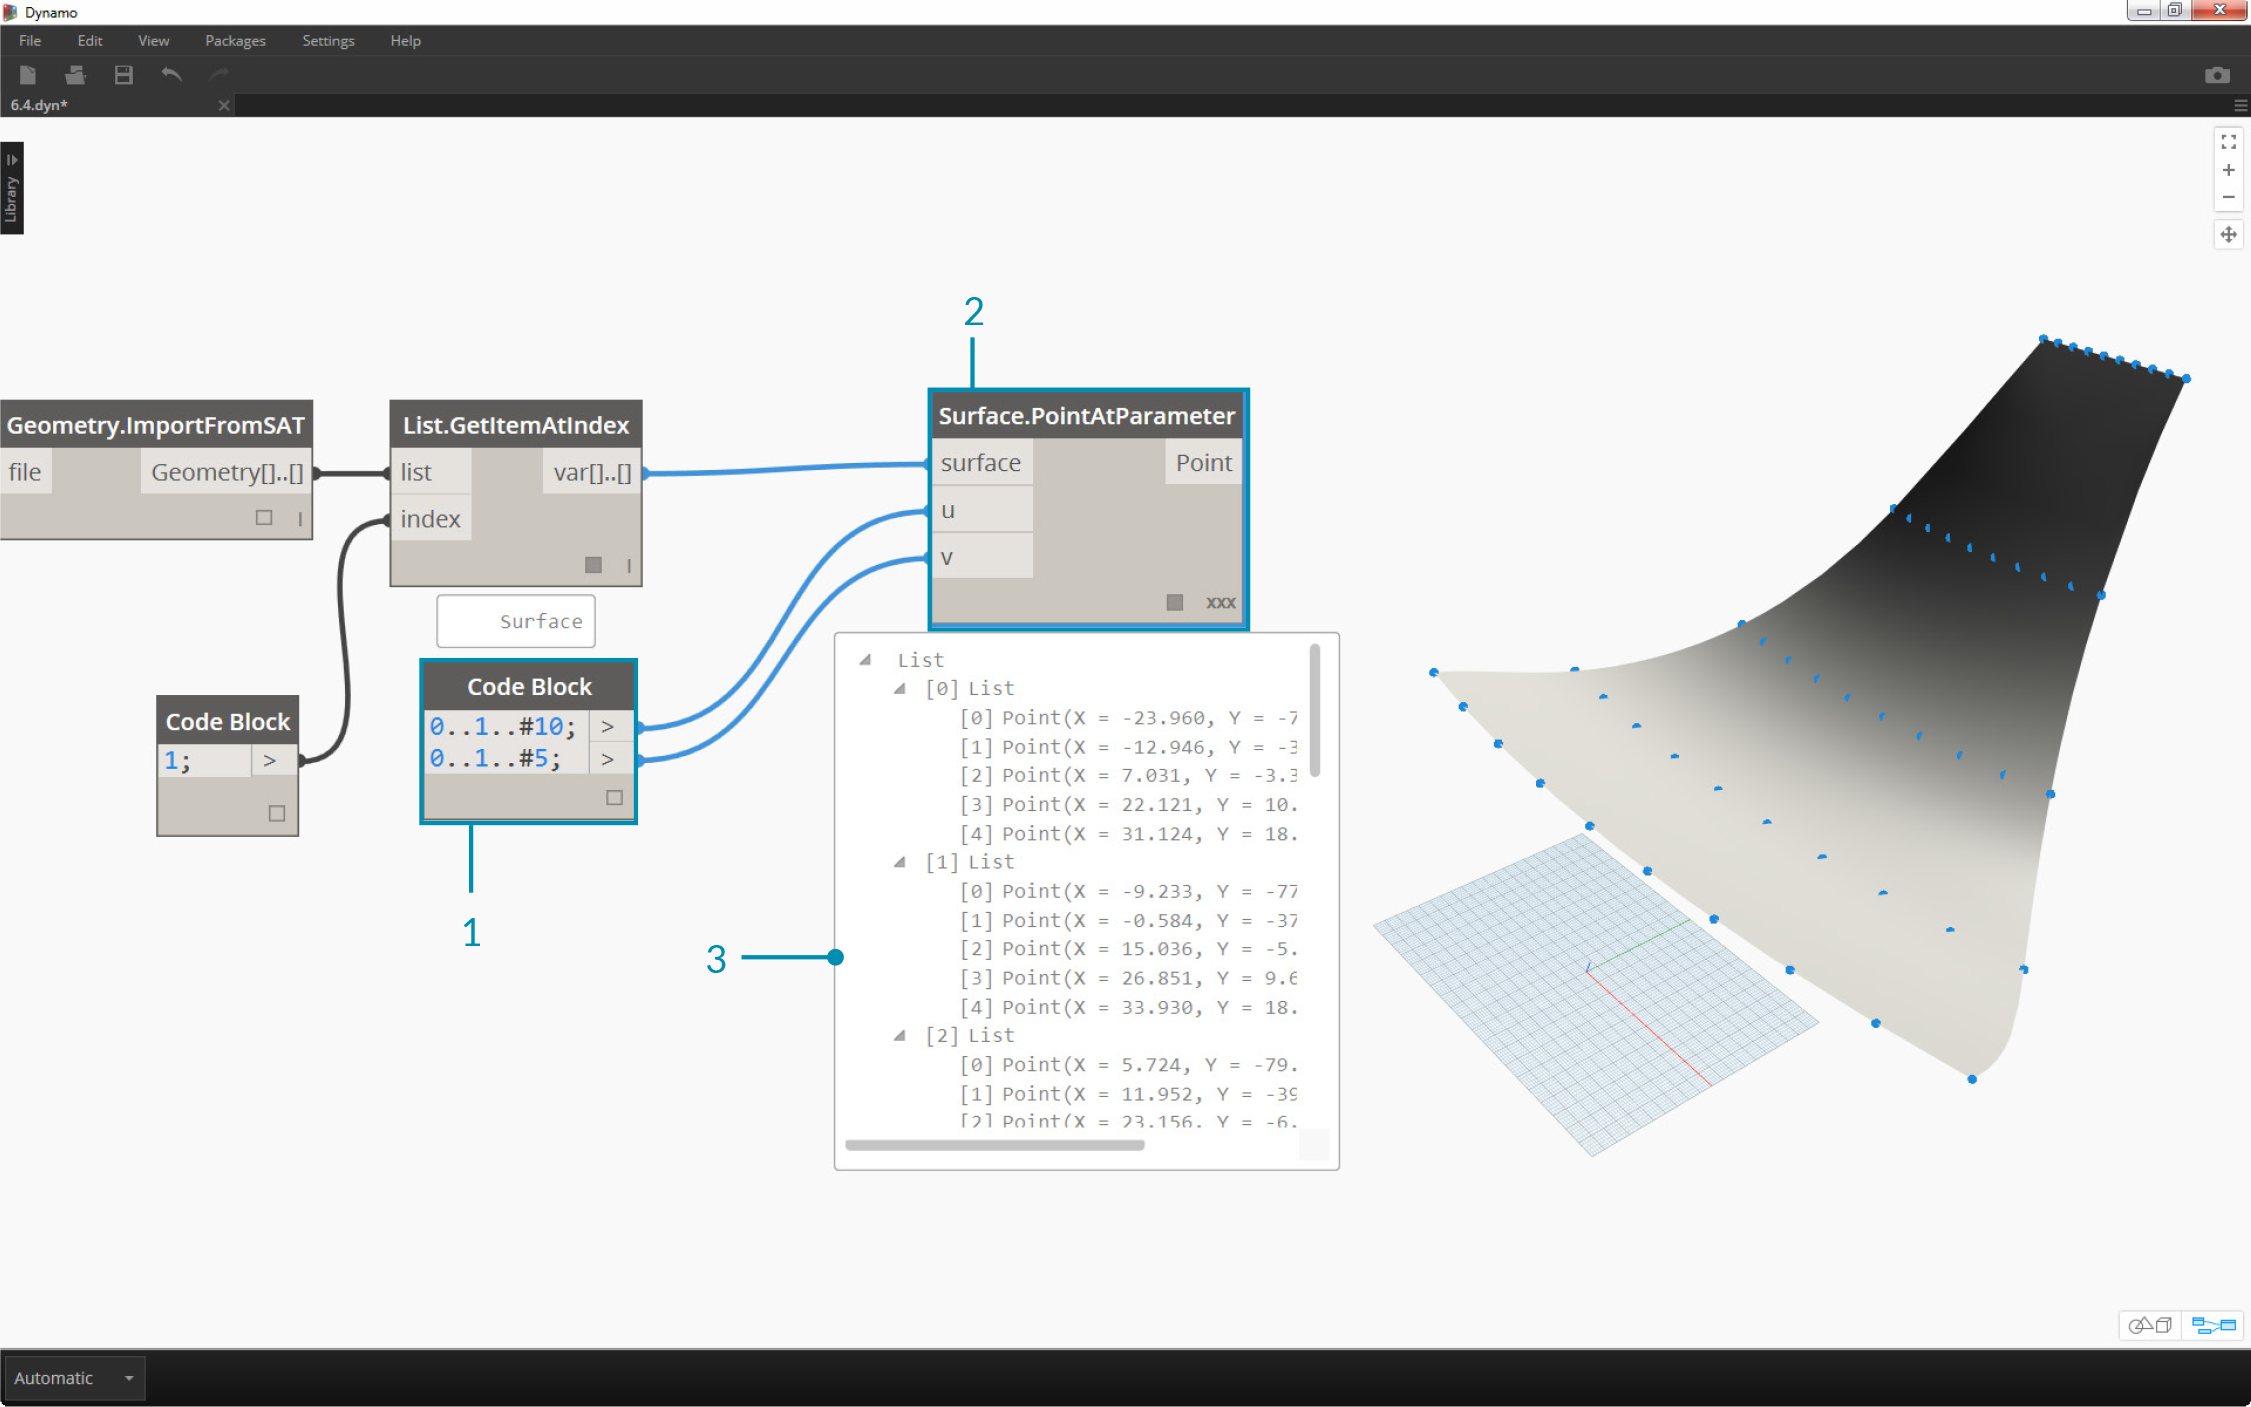 Dynamo
File Edit View Packages Settings Help
6.4.dyn*
Library
2
Geometry.ImportFromSAT
file Geometry[]..[]
I
List.GetItemAtIndex
list var[]..[]
index
I
Surface
Surface.PointAtParameter
surface Point
u
v
xxx
Code Block
1; >
Code Block
0..1..#10; >
0..1..#5; >
1
3
List
[0] List
[0] Point(X = -23.960, Y = -7
[1] Point(X = -12.946, Y = -3
[2] Point(X = 7.031, Y = -3.3
[3] Point(X = 22.121, Y = 10.
[4] Point(X = 31.124, Y = 18.
[1] List
[0] Point(X = -9.233, Y = -77
[1] Point(X = -0.584, Y = -37
[2] Point(X = 15.036, Y = -5.
[3] Point(X = 26.851, Y = 9.6
[4] Point(X = 33.930, Y = 18.
[2] List
[0] Point(X = 5.724, Y = -79.
[1] Point(X = 11.952, Y = -39
[2] Point(X = 23.156, Y = -6.
Automatic